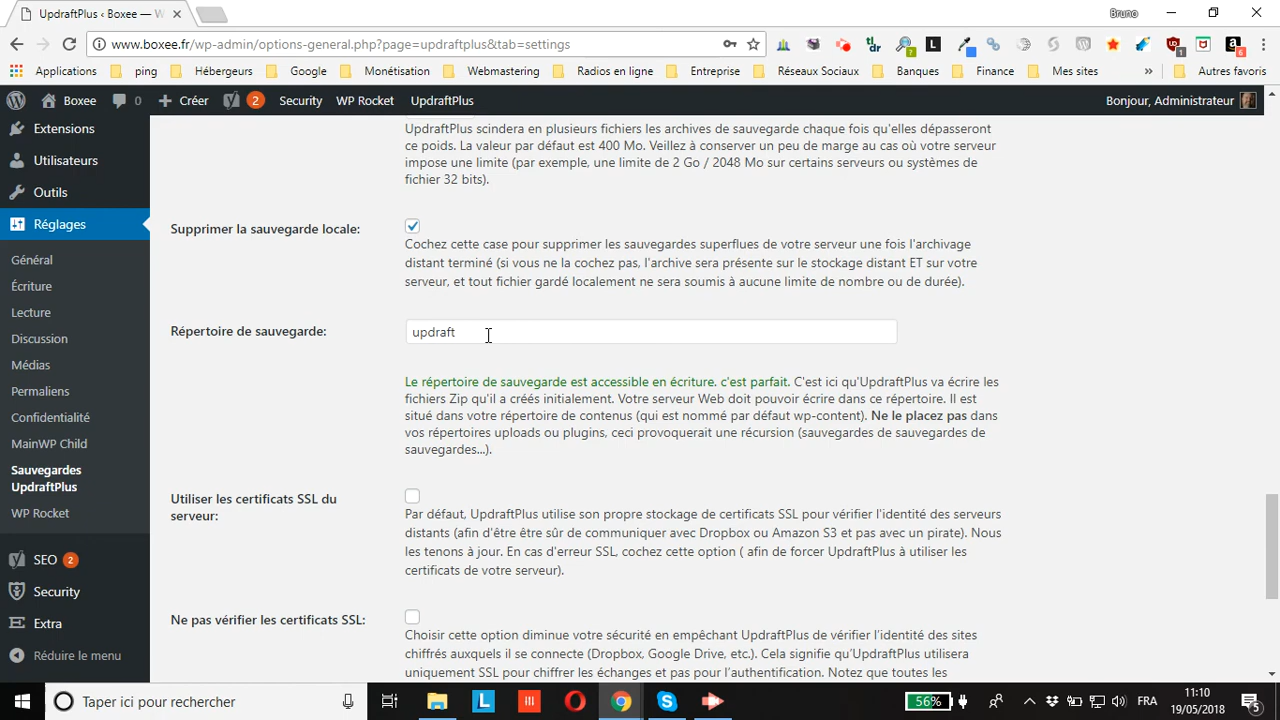 UpdraftPlus ‹ Boxee — W
Bruno
www.boxee.fr/wp-admin/options-general.php?page=updraftplus&tab=settings
Applications
ping
Hébergeurs
Google
Monétisation
Webmastering
Radios en ligne
Entreprise
Réseaux Sociaux
Banques
Finance
Mes sites
»
Autres favoris
Boxee
0
Créer
2
Security
WP Rocket
UpdraftPlus
Bonjour, Administrateur
Extensions
Utilisateurs
Outils
Réglages
Général
Écriture
Lecture
Discussion
Médias
Permaliens
Confidentialité
MainWP Child
Sauvegardes
UpdraftPlus
WP Rocket
SEO 2
Security
Extra
Réduire le menu
UpdraftPlus scindera en plusieurs fichiers les archives de sauvegarde chaque fois qu'elles dépasseront
ce poids. La valeur par défaut est 400 Mo. Veillez à conserver un peu de marge au cas où votre serveur
impose une limite (par exemple, une limite de 2 Go / 2048 Mo sur certains serveurs ou systèmes de
fichier 32 bits).
Supprimer la sauvegarde locale:
Cochez cette case pour supprimer les sauvegardes superflues de votre serveur une fois l'archivage
distant terminé (si vous ne la cochez pas, l'archive sera présente sur le stockage distant ET sur votre
serveur, et tout fichier gardé localement ne sera soumis à aucune limite de nombre ou de durée).
Répertoire de sauvegarde:
updraft
Le répertoire de sauvegarde est accessible en écriture. c'est parfait. C'est ici qu'UpdraftPlus va écrire les
fichiers Zip qu'il a créés initialement. Votre serveur Web doit pouvoir écrire dans ce répertoire. Il est
situé dans votre répertoire de contenus (qui est nommé par défaut wp-content). Ne le placez pas dans
vos répertoires uploads ou plugins, ceci provoquerait une récursion (sauvegardes de sauvegardes de
sauvegardes...).
Utiliser les certificats SSL du
serveur:
Par défaut, UpdraftPlus utilise son propre stockage de certificats SSL pour vérifier l'identité des serveurs
distants (afin d'être être sûr de communiquer avec Dropbox ou Amazon S3 et pas avec un pirate). Nous
les tenons à jour. En cas d'erreur SSL, cochez cette option ( afin de forcer UpdraftPlus à utiliser les
certificats de votre serveur).
Ne pas vérifier les certificats SSL:
Choisir cette option diminue votre sécurité en empêchant UpdraftPlus de vérifier l'identité des sites
chiffrés auxquels il se connecte (Dropbox, Google Drive, etc.). Cela signifie qu'UpdraftPlus utilisera
uniquement SSL pour chiffrer les échanges et pas pour l'authentification. Notez que toutes les
Taper ici pour rechercher
56%
FRA
11:10
19/05/2018
5